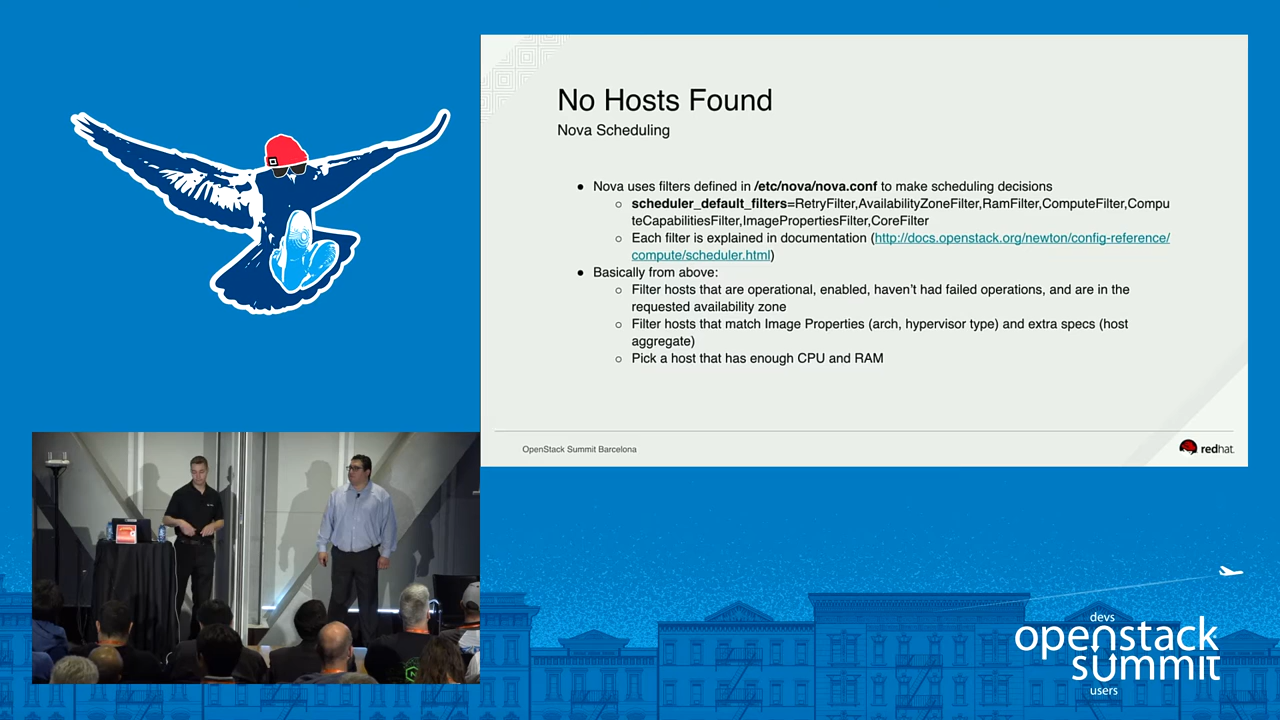 No Hosts Found
Nova Scheduling
● Nova uses filters defined in /etc/nova/nova.conf to make scheduling decisions
○ scheduler_default_filters=RetryFilter,AvailabilityZoneFilter,RamFilter,ComputeFilter,Compu
teCapabilitiesFilter,ImagePropertiesFilter,CoreFilter
○ Each filter is explained in documentation (http://docs.openstack.org/newton/config-reference/
compute/scheduler.html)
● Basically from above:
○ Filter hosts that are operational, enabled, haven’t had failed operations, and are in the
requested availability zone
○ Filter hosts that match Image Properties (arch, hypervisor type) and extra specs (host
aggregate)
○ Pick a host that has enough CPU and RAM
OpenStack Summit Barcelona
redhat.
devs
openstack
summit
users